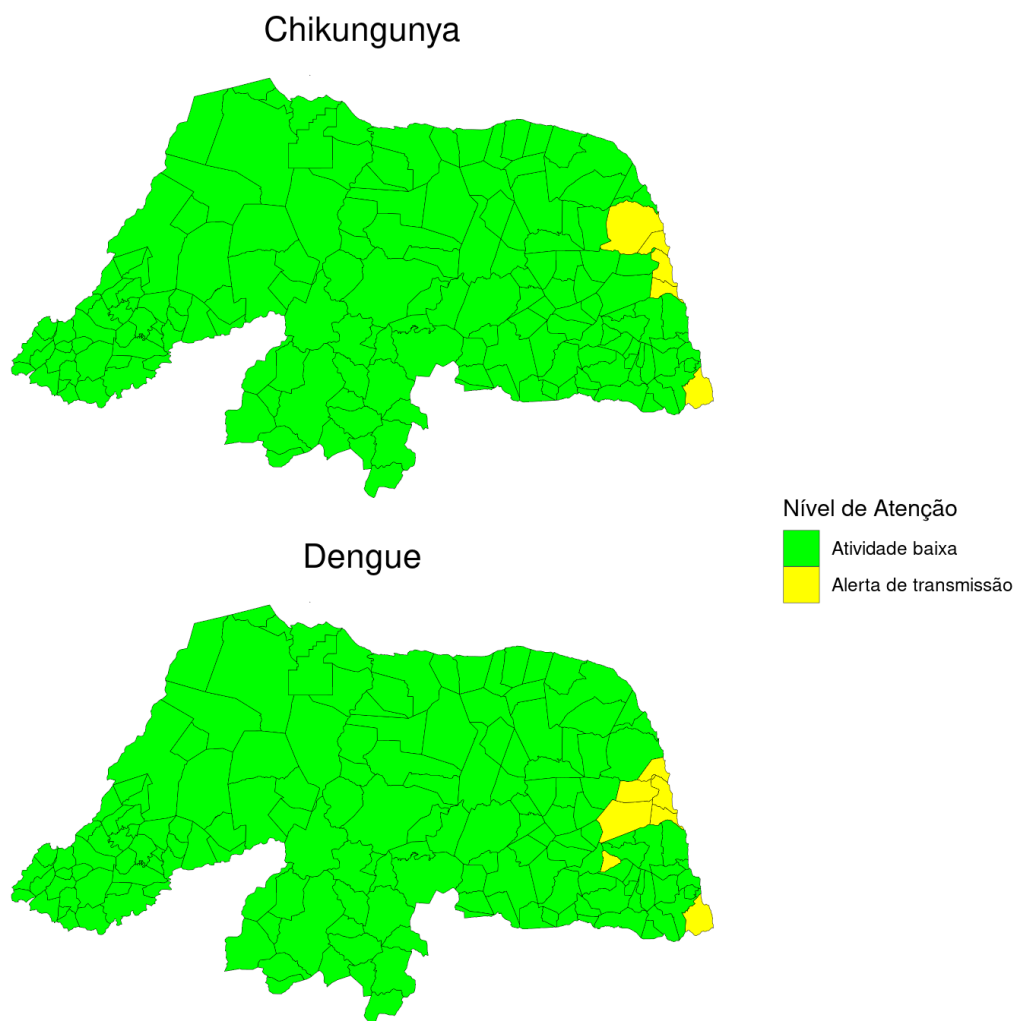 Chikungunya
Nível de Atenção
Atividade baixa
Alerta de transmissão
Dengue